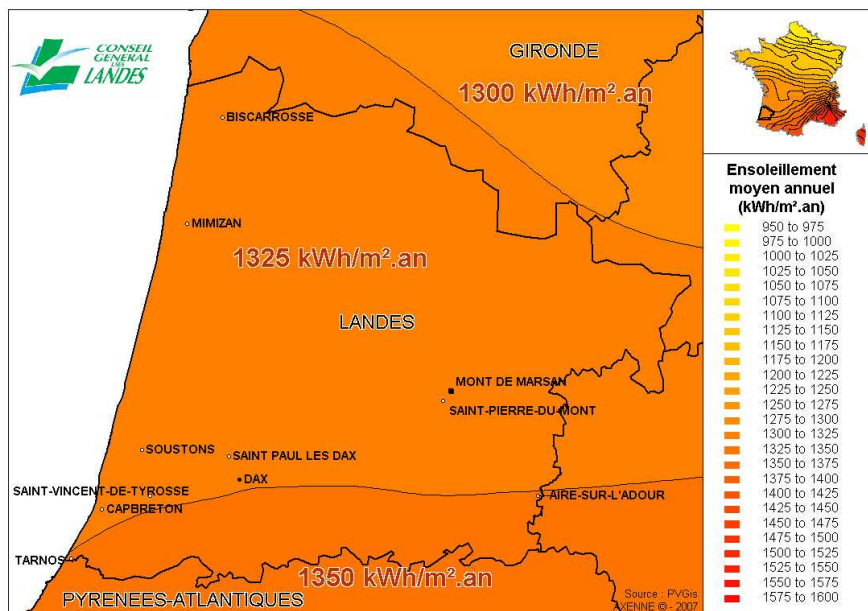 CONSEIL
GENERAL
DES
LANDES
GIRONDE
1300 kWh/m².an
BISCARROSSE
MIMIZAN
1325 kWh/m².an
LANDES
MONT DE MARSAN
SAINT-PIERRE-DU-MONT
SOUSTONS
SAINT PAUL LES DAX
DAX
SAINT-VINCENT-DE-TYROSSE
AIRE-SUR-L'ADOUR
CAPBRETON
TARNOS
1350 kWh/m².an
PYRENEES-ATLANTIQUES
Source : PVGis
AXENNE © - 2007
Ensoleillement
moyen annuel
(kWh/m².an)
950 to 975
975 to 1000
1000 to 1025
1025 to 1050
1050 to 1075
1075 to 1100
1100 to 1125
1125 to 1150
1150 to 1175
1175 to 1200
1200 to 1225
1225 to 1250
1250 to 1275
1275 to 1300
1300 to 1325
1325 to 1350
1350 to 1375
1375 to 1400
1400 to 1425
1425 to 1450
1450 to 1475
1475 to 1500
1500 to 1525
1525 to 1550
1550 to 1575
1575 to 1600